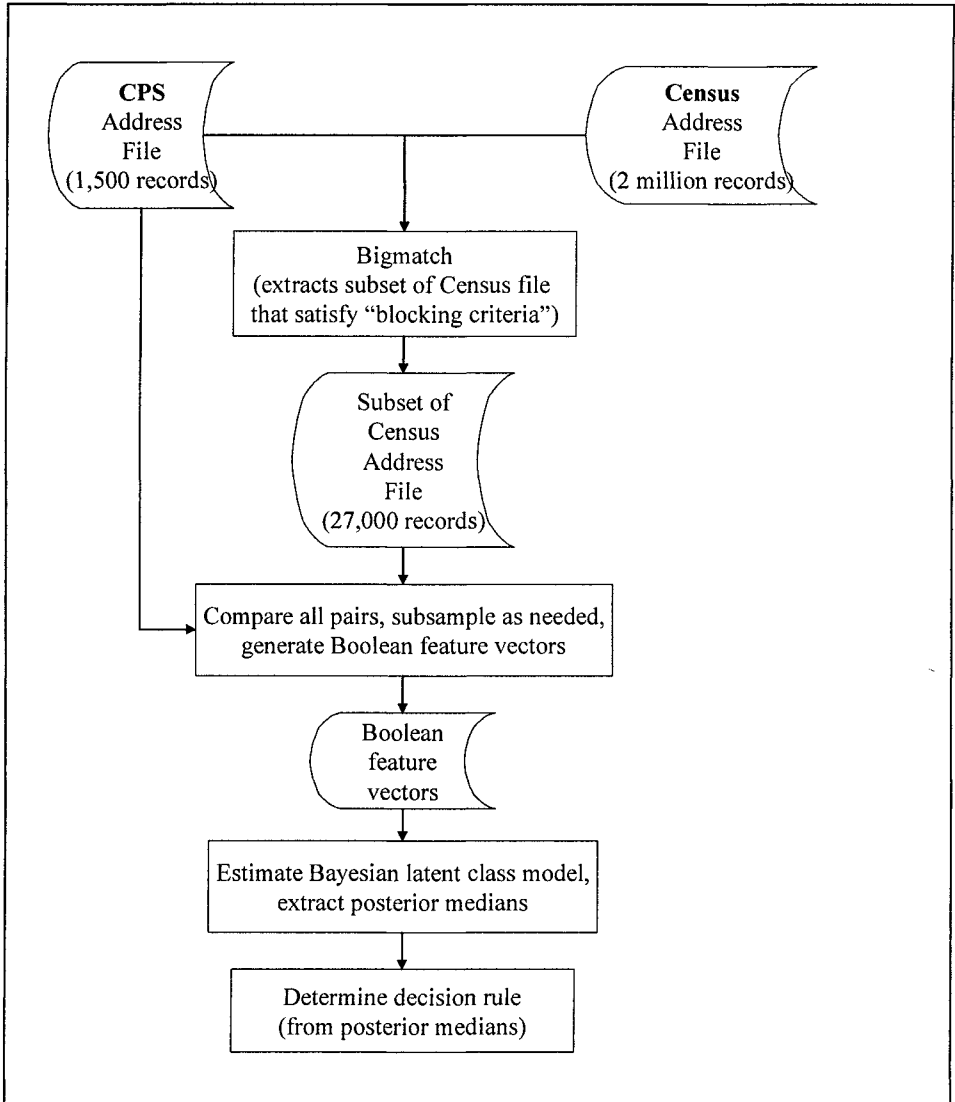 CPS
Address
File
(1,500 records)
Census
Address
File
(2 million records)
Bigmatch
(extracts subset of Census file
that satisfy “blocking criteria”)
Subset of
Census
Address
File
(27,000 records)
Compare all pairs, subsample as needed,
generate Boolean feature vectors
Boolean
feature
vectors
Estimate Bayesian latent class model,
extract posterior medians
Determine decision rule
(from posterior medians)